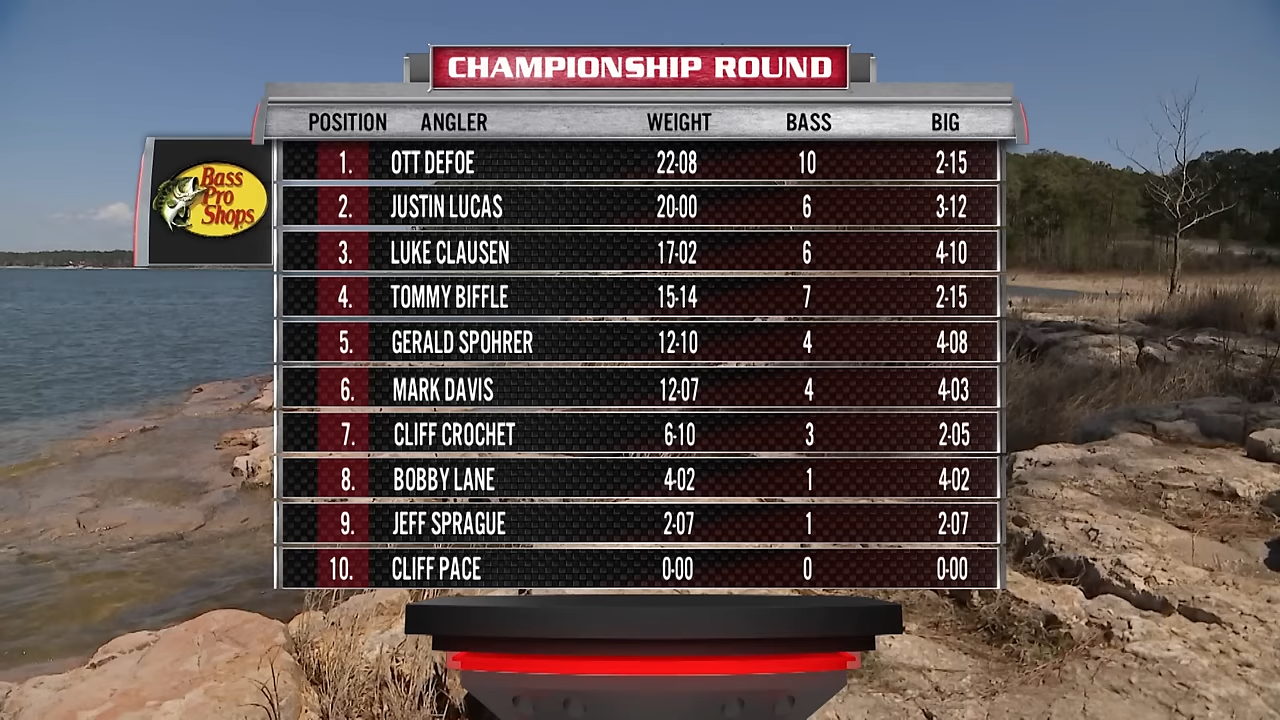 CHAMPIONSHIP ROUND
POSITION ANGLER WEIGHT BASS BIG
Bass
Pro
Shops
1. OTT DEFOE 22-08 10 2-15
2. JUSTIN LUCAS 20-00 6 3-12
3. LUKE CLAUSEN 17-02 6 4-10
4. TOMMY BIFFLE 15-14 7 2-15
5. GERALD SPOHRER 12-10 4 4-08
6. MARK DAVIS 12-07 4 4-03
7. CLIFF CROCHET 6-10 3 2-05
8. BOBBY LANE 4-02 1 4-02
9. JEFF SPRAGUE 2-07 1 2-07
10. CLIFF PACE 0-00 0 0-00